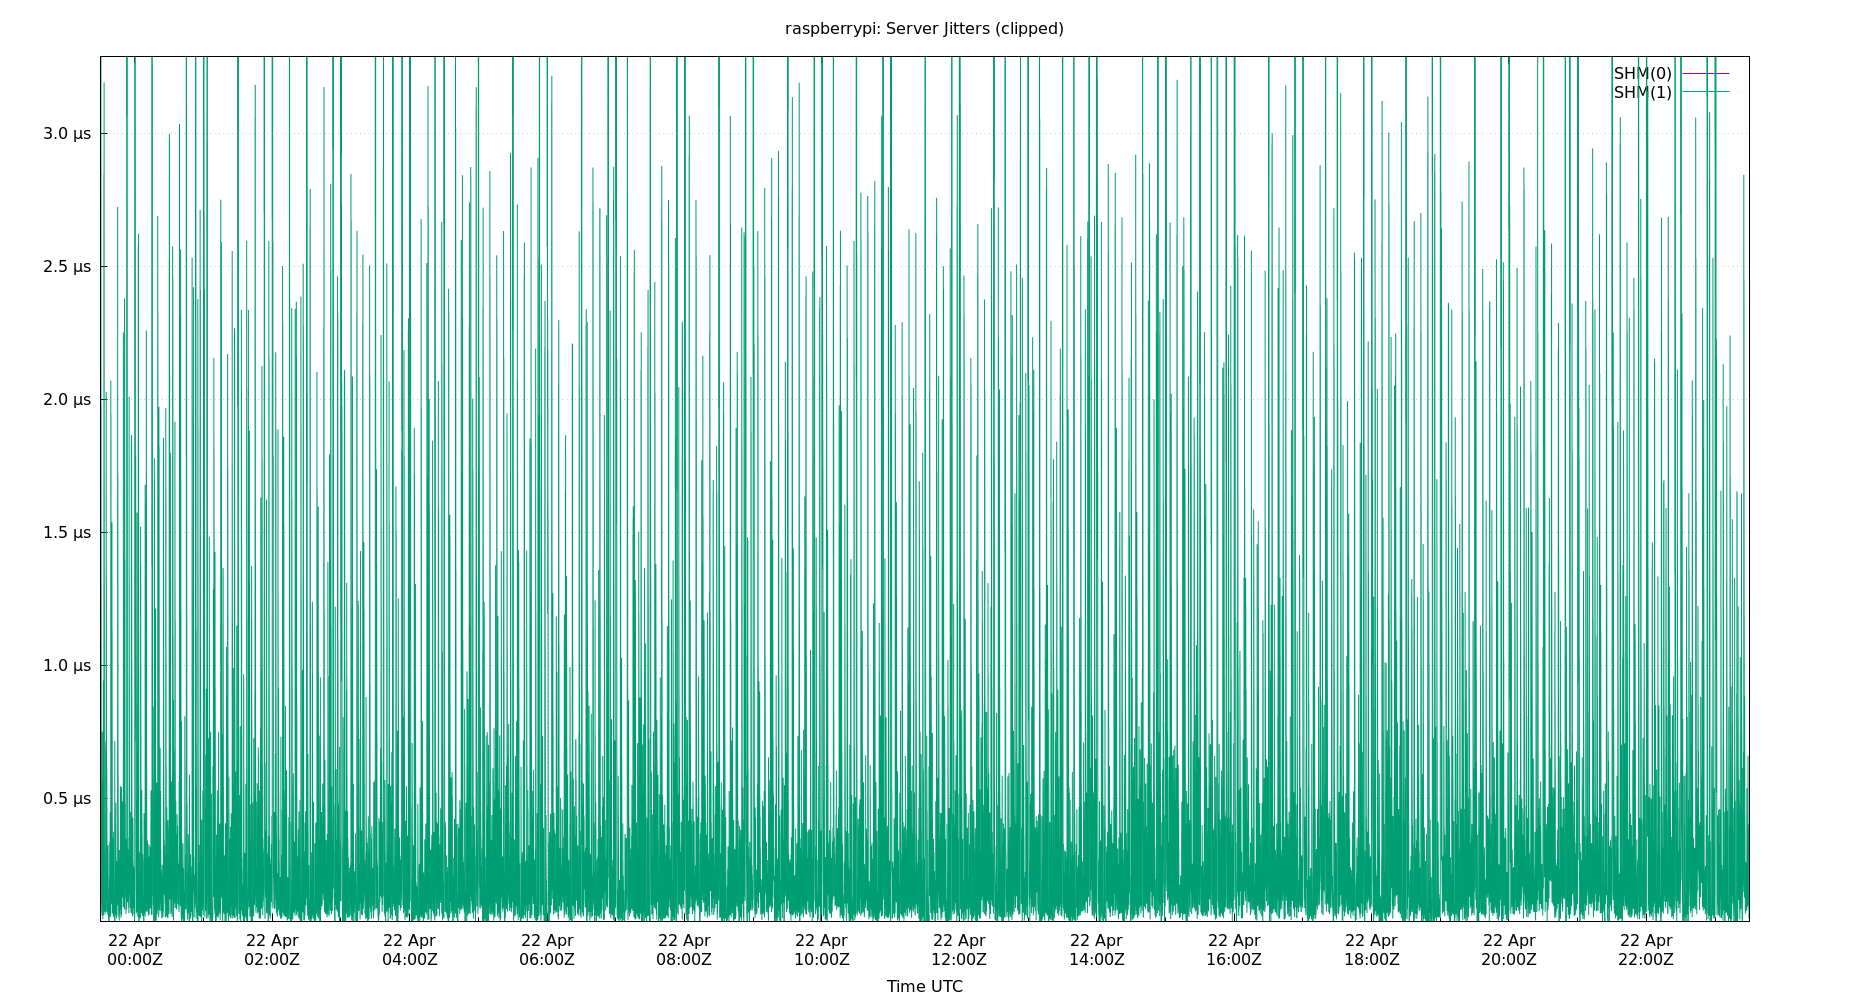 raspberrypi: Server Jitters (clipped)
SHM(0)
SHM(1)
3.0 µs
2.5 µs
2.0 µs
1.5 µs
1.0 µs
0.5 µs
22 Apr 22 Apr 22 Apr 22 Apr 22 Apr 22 Apr 22 Apr 22 Apr 22 Apr 22 Apr 22 Apr 22 Apr
00:00Z 02:00Z 04:00Z 06:00Z 08:00Z 10:00Z 12:00Z 14:00Z 16:00Z 18:00Z 20:00Z 22:00Z
Time UTC